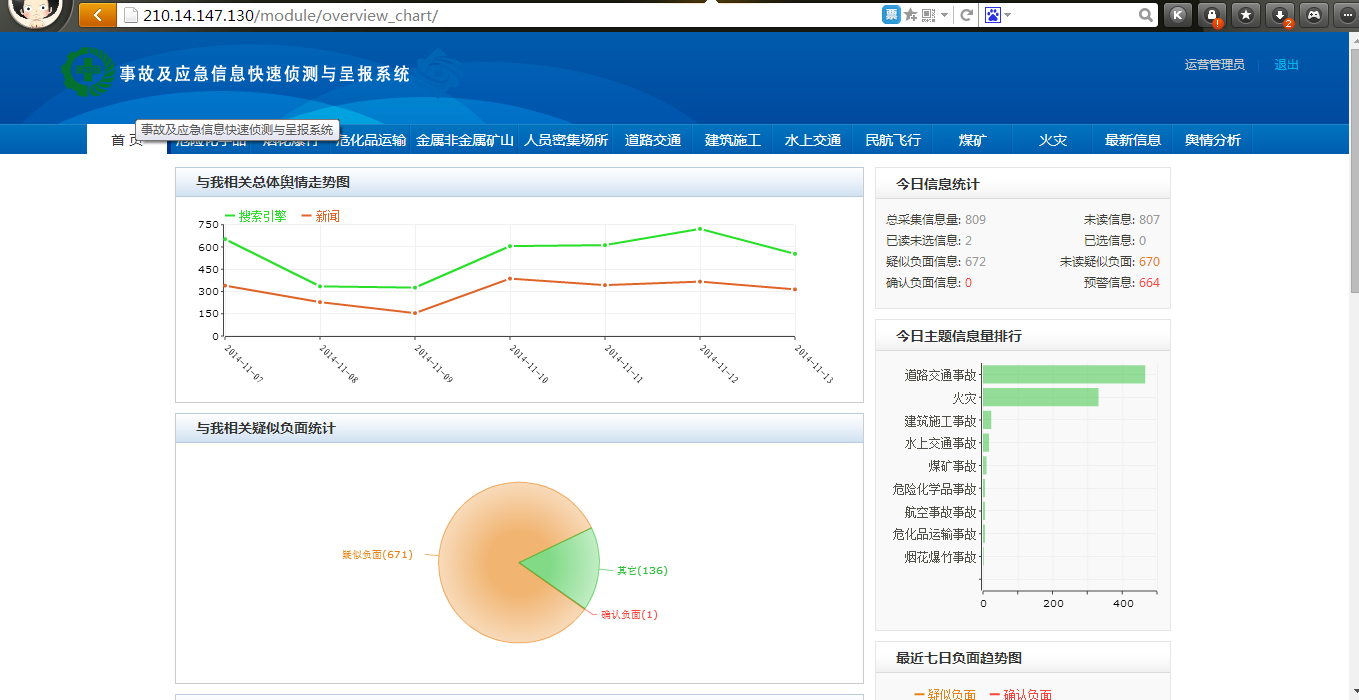 210.14.147.130/module/overview_chart/
票
K
事故及应急信息快速侦测与呈报系统
运营管理员 退出
首页
事故及应急信息快速侦测与呈报系统
危险化学品 烟花爆竹 危化品运输 金属非金属矿山 人员密集场所 道路交通 建筑施工 水上交通 民航飞行 煤矿 火灾 最新信息 舆情分析
与我相关总体舆情走势图
搜索引擎 新闻
750
600
450
300
150
0
2014-11-07 2014-11-08 2014-11-09 2014-11-10 2014-11-11 2014-11-12 2014-11-13
与我相关疑似负面统计
疑似负面(671)
其它(136)
确认负面(1)
今日信息统计
总采集信息量: 809 未读信息: 807
已读未选信息: 2 已选信息: 0
疑似负面信息: 672 未读疑似负面: 670
确认负面信息: 0 预警信息: 664
今日主题信息量排行
道路交通事故
火灾
建筑施工事故
水上交通事故
煤矿事故
危险化学品事故
航空事故事故
危化品运输事故
烟花爆竹事故
0 200 400
最近七日负面趋势图
疑似负面 确认负面